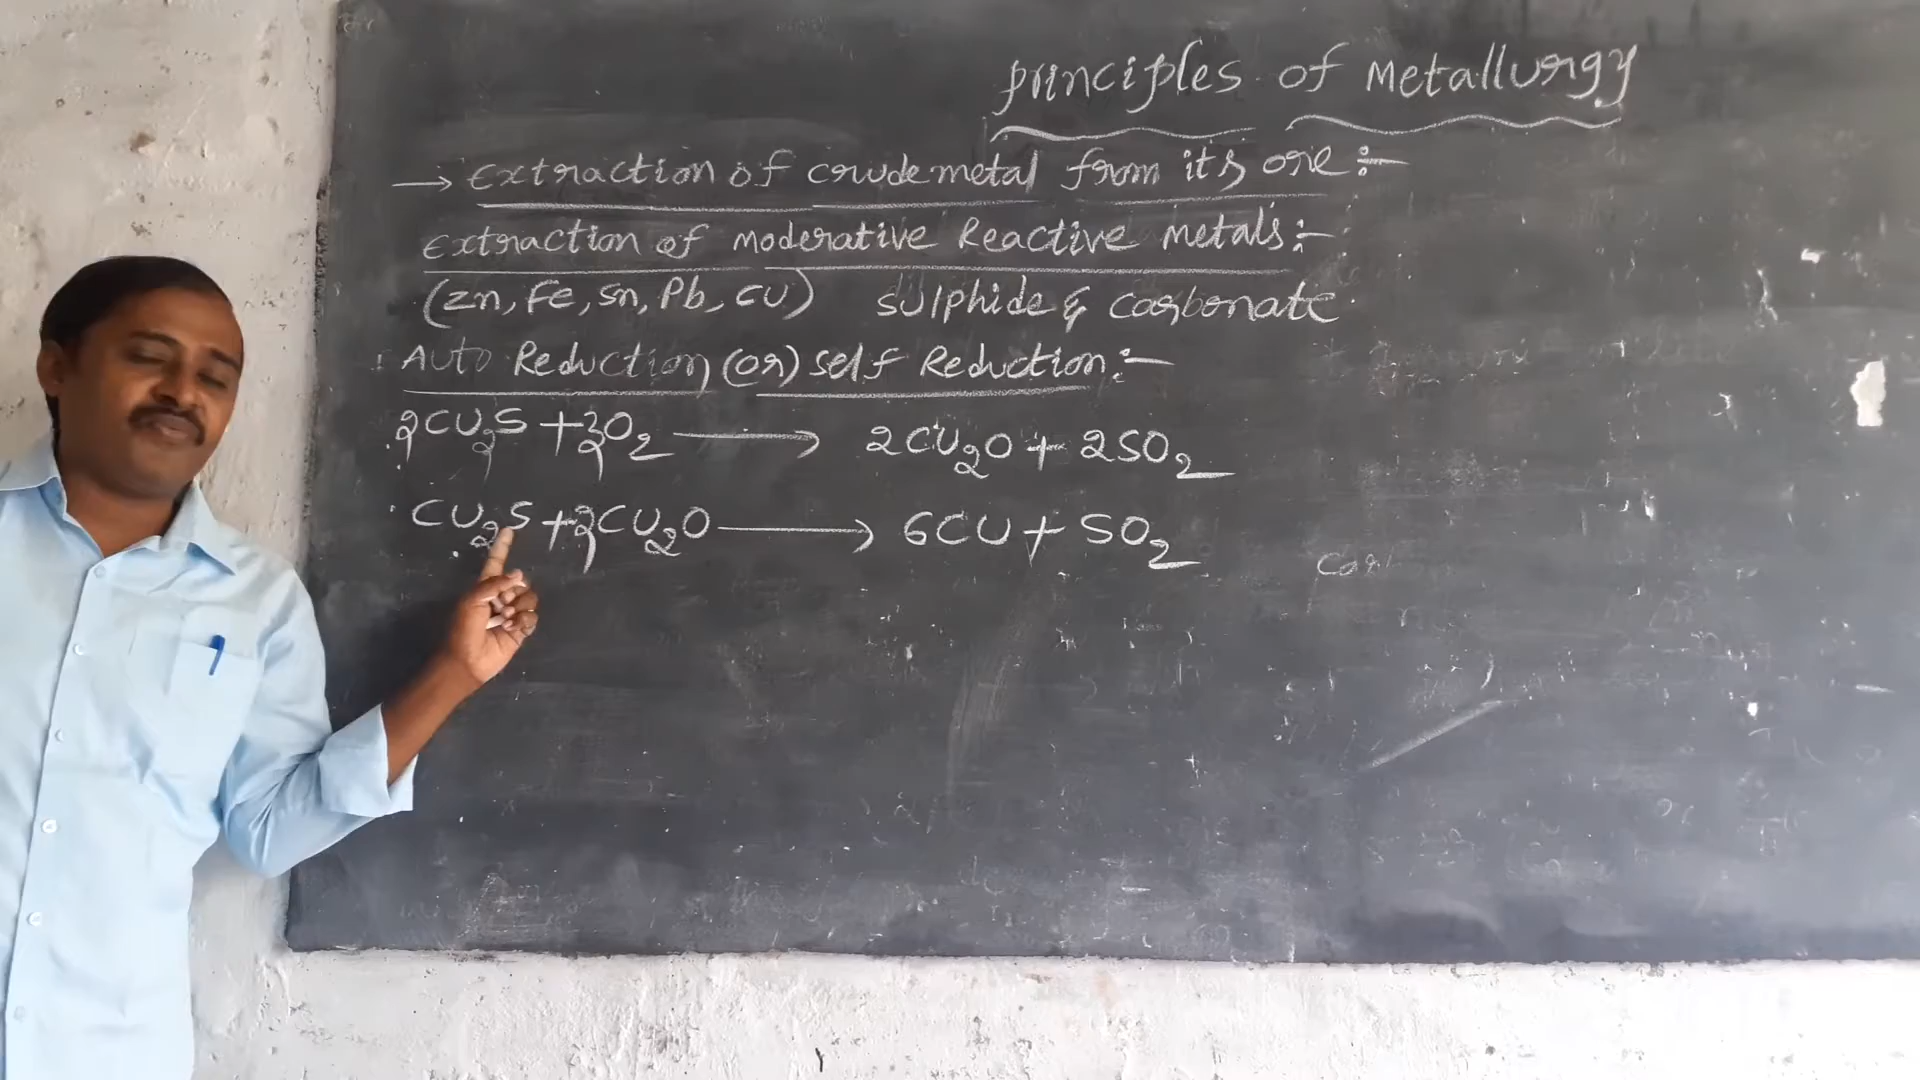 Principles of Metallurgy
→ Extraction of crude metal from its ore :-
Extraction of Moderative Reactive Metals :-
(Zn, Fe, Sn, Pb, CU) Sulphide & Carbonate.
Auto Reduction (or) self Reduction :-
2CU₂S + 3O₂ ⟶ 2CU₂O + 2SO₂
CU₂S + 2CU₂O ⟶ 6CU + SO₂